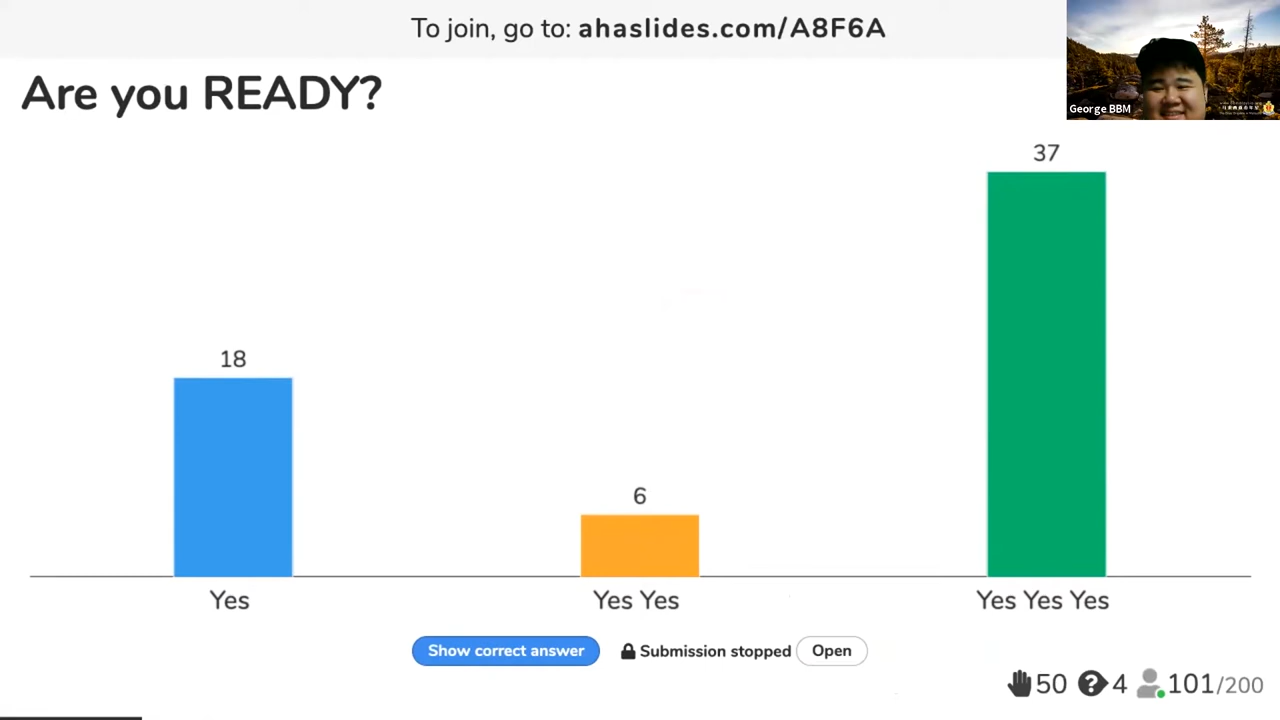 To join, go to: ahaslides.com/A8F6A
Are you READY?
George BBM
37
18
6
Yes
Yes Yes
Yes Yes Yes
Show correct answer
Submission stopped
Open
50
4
101/200